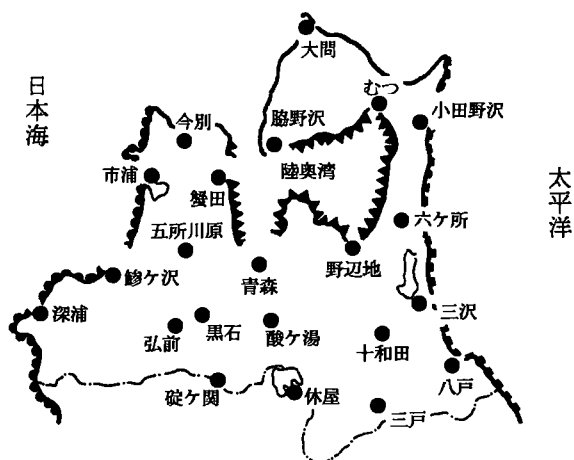 大間
むつ
小田野沢
日本海
今別
脇野沢
市浦
蟹田
陸奥湾
太平洋
五所川原
六ケ所
鯵ケ沢
青森
野辺地
深浦
弘前
黒石
酸ケ湯
三沢
十和田
八戸
碇ケ関
休屋
三戸